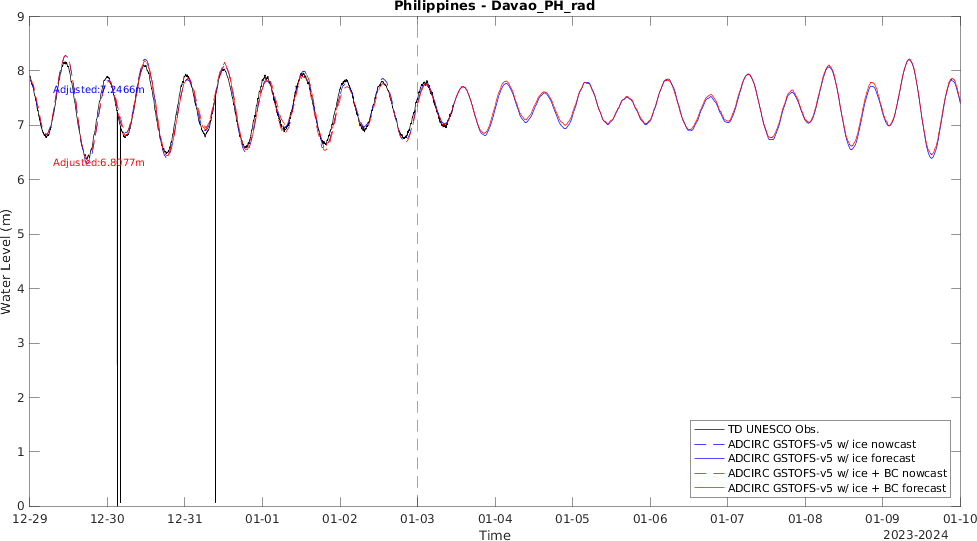 Philippines - Davao_PH_rad
9
8
7
6
5
4
3
2
1
0
Water Level (m)
Adjusted:7.2466m
Adjusted:6.8077m
TD UNESCO Obs.
ADCIRC GSTOFS-v5 w/ ice nowcast
ADCIRC GSTOFS-v5 w/ ice forecast
ADCIRC GSTOFS-v5 w/ ice + BC nowcast
ADCIRC GSTOFS-v5 w/ ice + BC forecast
12-29 12-30 12-31 01-01 01-02 01-03 01-04 01-05 01-06 01-07 01-08 01-09 01-10
Time
2023-2024